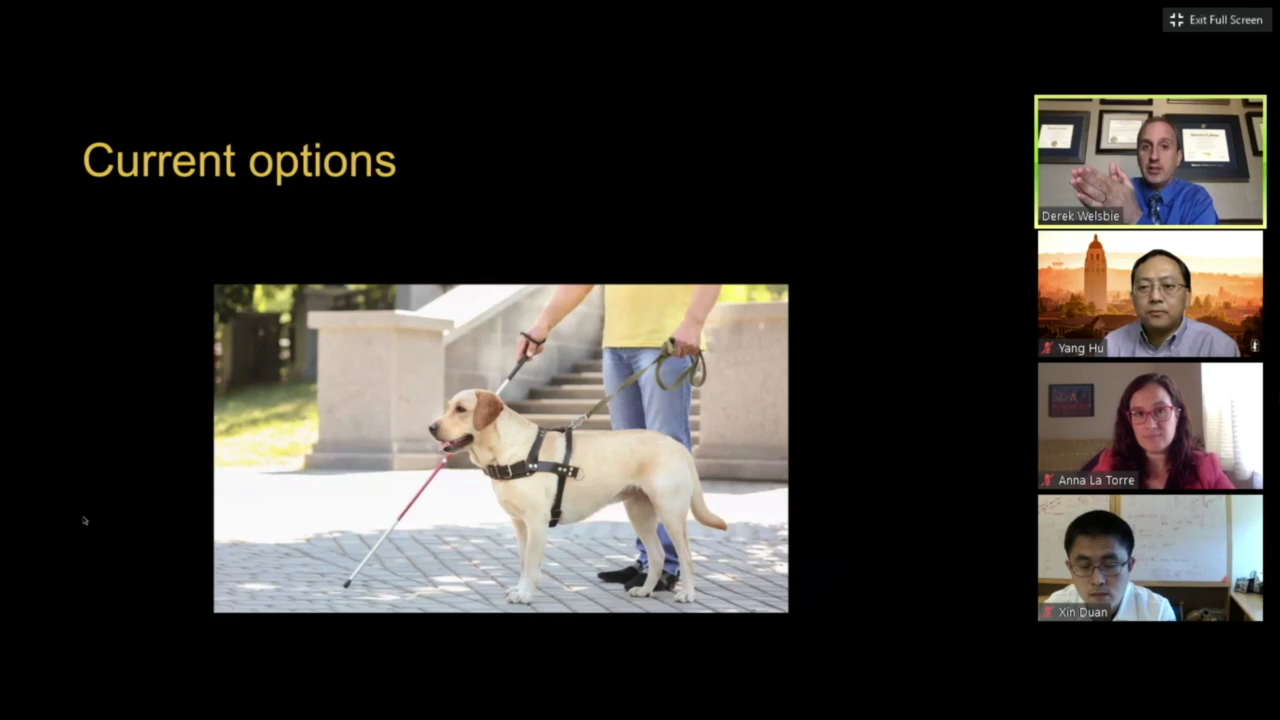 Exit Full Screen
Current options
Derek Welsbie
Yang Hu
Anna La Torre
Xin Duan